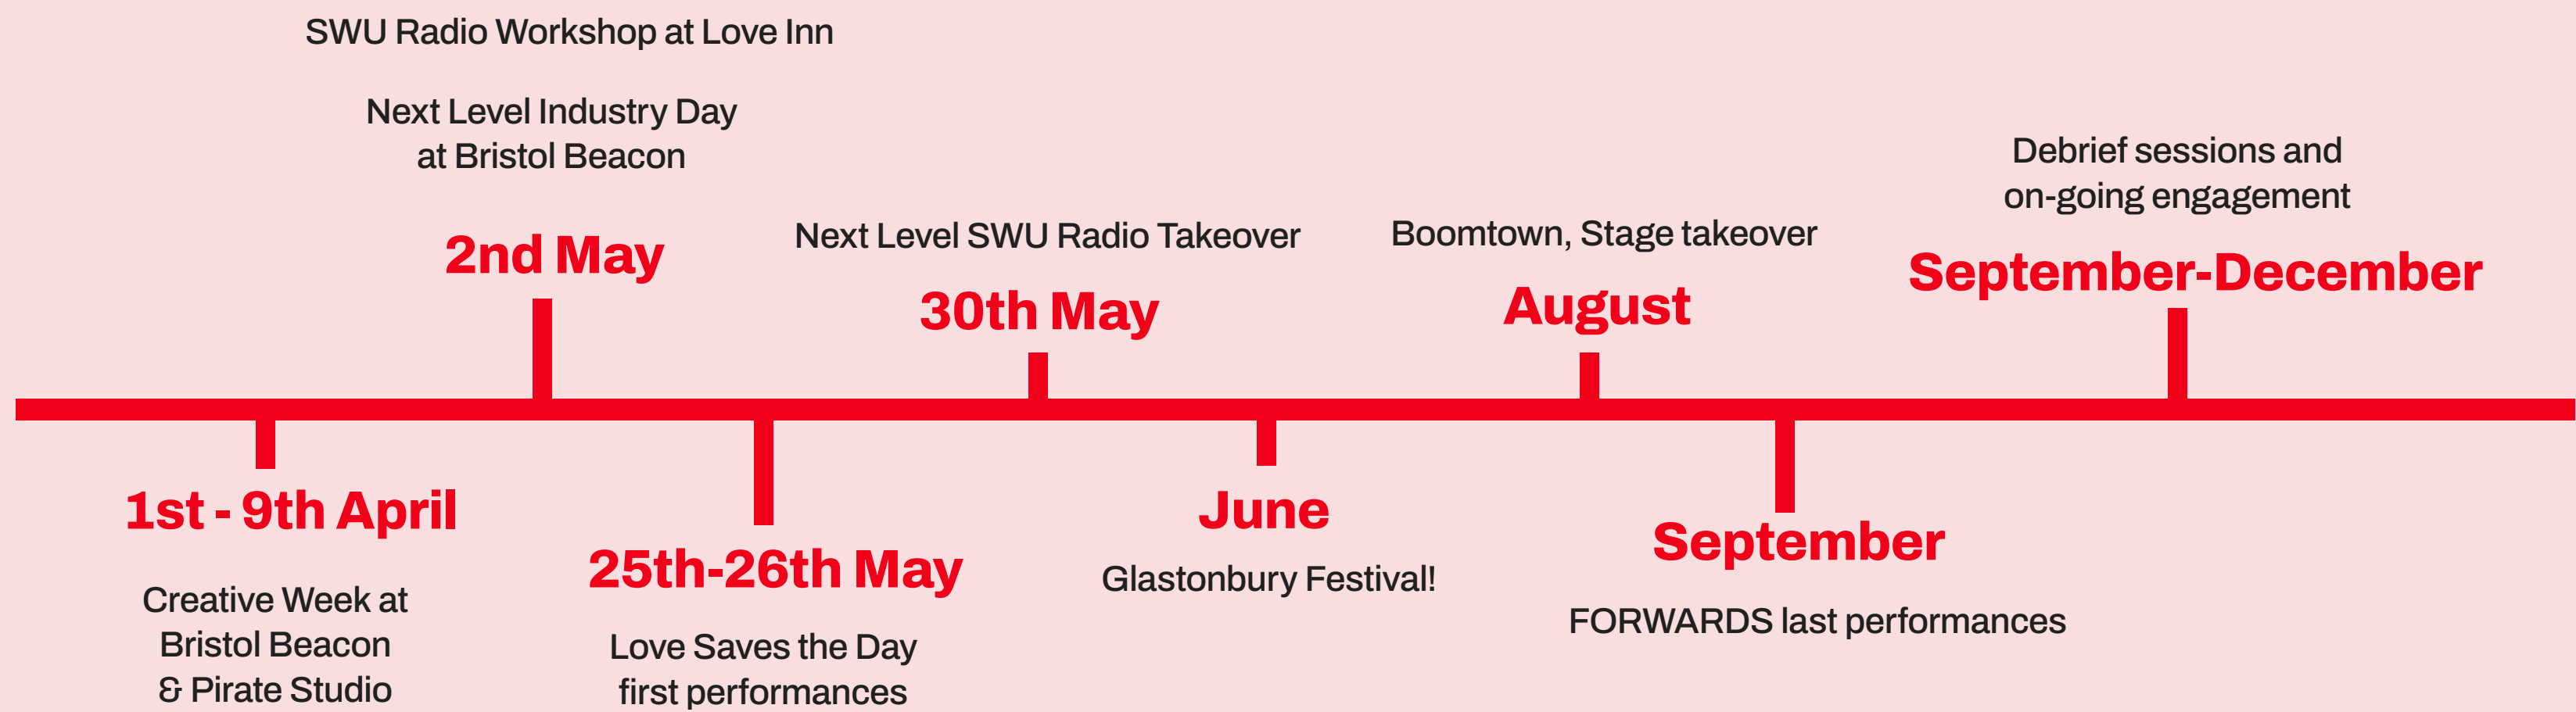 SWU Radio Workshop at Love Inn
Next Level Industry Day
at Bristol Beacon
2nd May
Next Level SWU Radio Takeover
30th May
Boomtown, Stage takeover
August
Debrief sessions and
on-going engagement
September-December
1st - 9th April
Creative Week at
Bristol Beacon
& Pirate Studio
25th-26th May
Love Saves the Day
first performances
June
Glastonbury Festival!
September
FORWARDS last performances